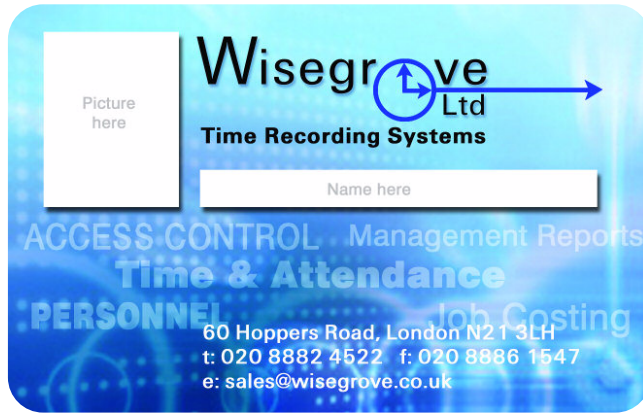 Picture
here
Wisegrove
Ltd
Time Recording Systems
Name here
ACCESS CONTROL Management Reports
Time & Attendance
PERSONNEL Job Costing
60 Hoppers Road, London N21 3LH
t: 020 8882 4522 f: 020 8886 1547
e: sales@wisegrove.co.uk